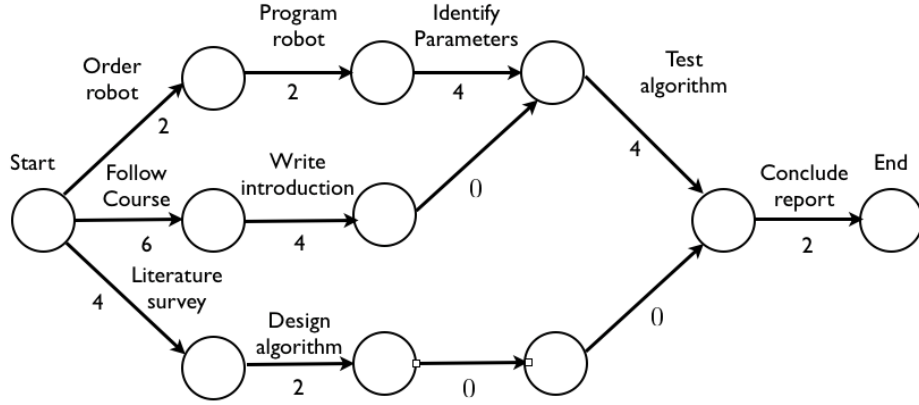 Program
robot
Identify
Parameters
Order
robot
2
2
4
Test
algorithm
4
Start
Follow
Course
6
Write
introduction
4
0
Conclude
report
2
End
Literature
survey
4
Design
algorithm
2
0
0